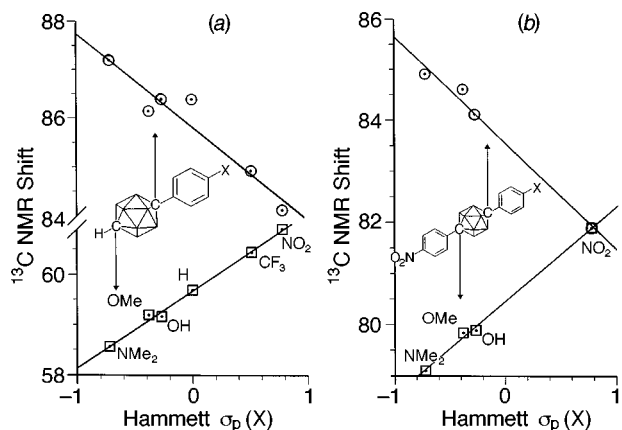 (a)
88
86
84
60
58
¹³C NMR Shift
X
C
H
C
NO₂
CF₃
H
OMe
OH
NMe₂
−1
0
1
Hammett σₚ (X)
(b)
86
84
82
80
¹³C NMR Shift
X
C
C
O₂N
NO₂
OMe
OH
NMe₂
−1
0
1
Hammett σₚ (X)